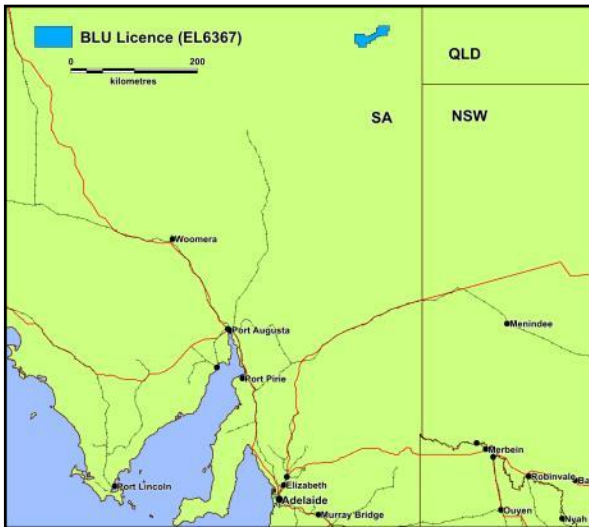 BLU Licence (EL6367)
0 200
kilometres
QLD
SA
NSW
Woomera
Port Augusta
Menindee
Port Pirie
Merbein
Robinvale
Ba
Elizabeth
Port Lincoln
Adelaide
Murray Bridge
Ouyen
Nyah